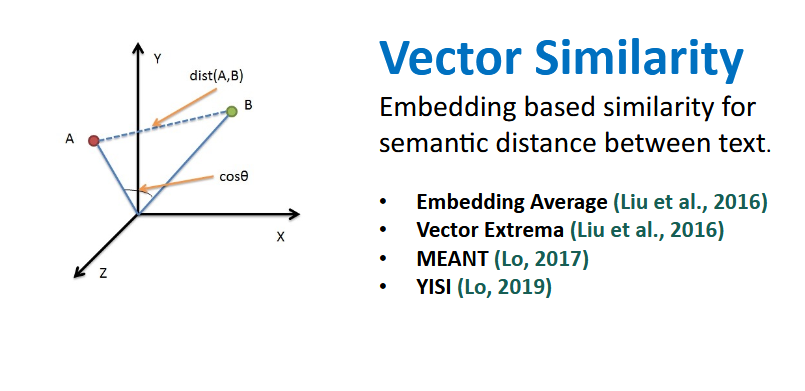 Y
dist(A,B)
B
A
cosθ
X
Z
Vector Similarity
Embedding based similarity for
semantic distance between text.
• Embedding Average (Liu et al., 2016)
• Vector Extrema (Liu et al., 2016)
• MEANT (Lo, 2017)
• YISI (Lo, 2019)